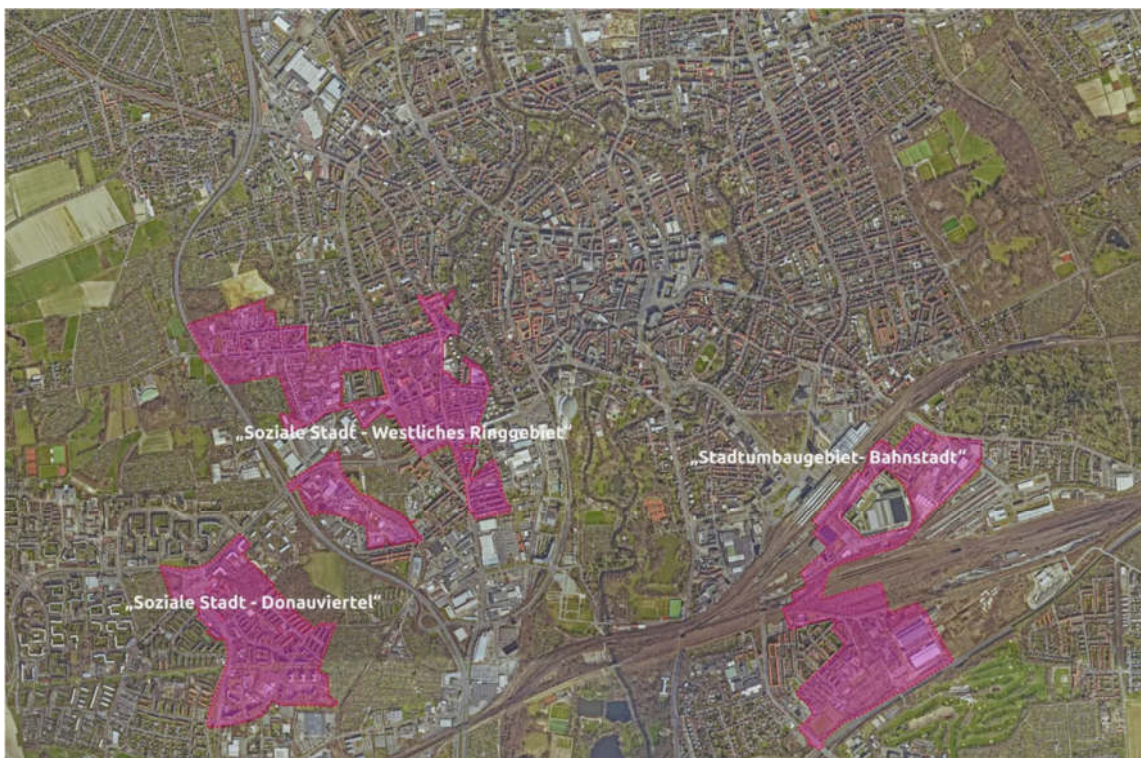 „Soziale Stadt - Westliches Ringgebiet“
„Stadtumbaugebiet- Bahnstadt“
„Soziale Stadt - Donauviertel“